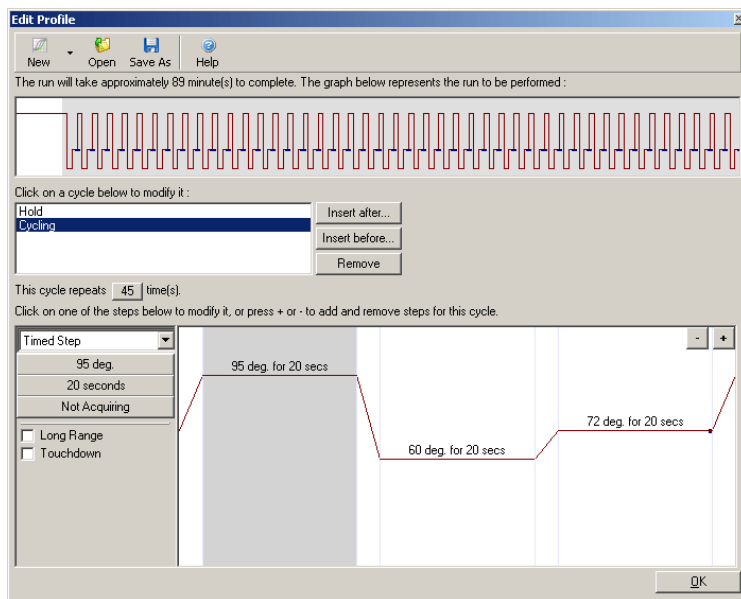 Edit Profile
New Open Save As Help
The run will take approximately 89 minute(s) to complete. The graph below represents the run to be performed :
Click on a cycle below to modify it :
Hold
Cycling
Insert after...
Insert before...
Remove
This cycle repeats 45 time(s).
Click on one of the steps below to modify it, or press + or - to add and remove steps for this cycle.
Timed Step
- +
95 deg.
20 seconds
Not Acquiring
Long Range
Touchdown
95 deg. for 20 secs
60 deg. for 20 secs
72 deg. for 20 secs
OK